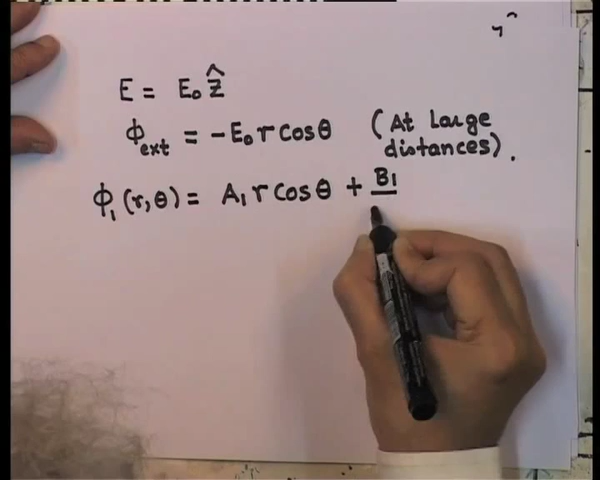 E = E₀ ẑ
ϕext = -E₀ r cosθ (At Large distances).
ϕ₁(r,θ) = A₁ r cosθ + B₁